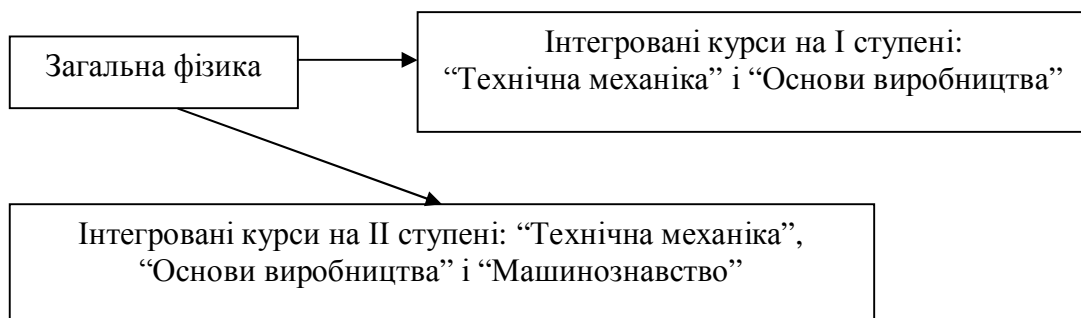 Загальна фізика
Інтегровані курси на І ступені:
“Технічна механіка” і “Основи виробництва”
Інтегровані курси на ІІ ступені: “Технічна механіка”,
“Основи виробництва” і “Машинознавство”